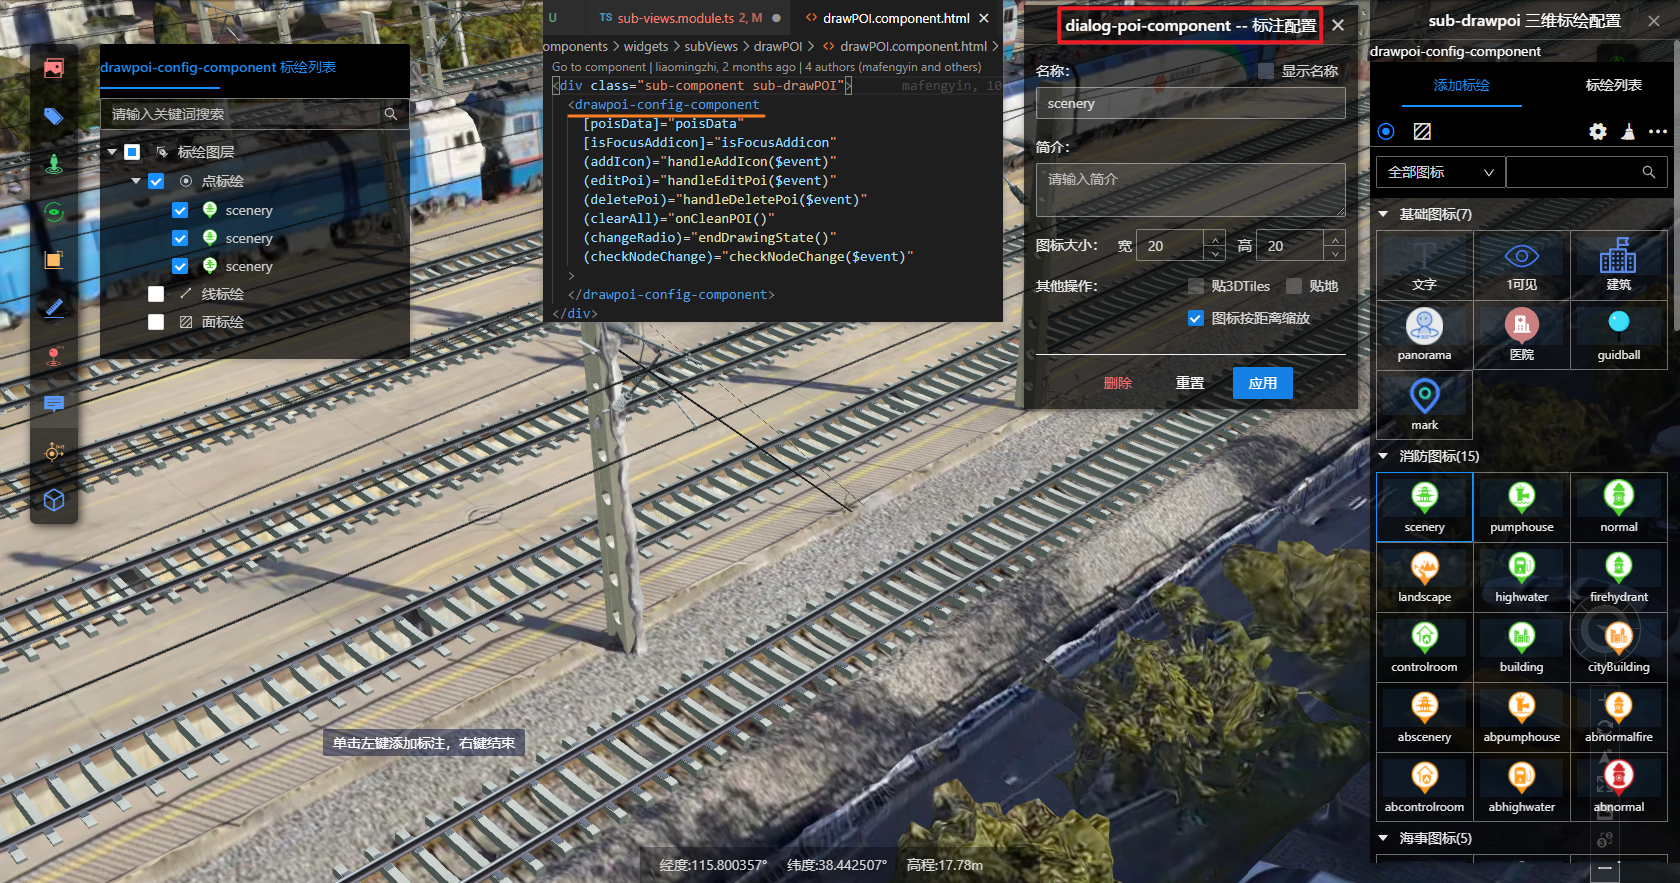 drawpoi-config-component 标绘列表
请输入关键词搜索
标绘图层
点标绘
scenery
scenery
scenery
线标绘
面标绘
U
TS sub-views.module.ts 2, M
<> drawPOI.component.html
omponents > widgets > subViews > drawPOI > <> drawPOI.component.html >
Go to component | liaomingzhi, 2 months ago | 4 authors (mafengyin and others)
<div class="sub-component sub-drawPOI"> mafengyin, 10
<drawpoi-config-component
[poisData]="poisData"
[isFocusAddicon]="isFocusAddicon"
(addIcon)="handleAddIcon($event)"
(editPoi)="handleEditPoi($event)"
(deletePoi)="handleDeletePoi($event)"
(clearAll)="onCleanPOI()"
(changeRadio)="endDrawingState()"
(checkNodeChange)="checkNodeChange($event)"
>
</drawpoi-config-component>
</div>
dialog-poi-component -- 标注配置
名称:
显示名称
scenery
简介:
请输入简介
图标大小: 宽 20 高 20
其他操作: 贴3DTiles 贴地
图标按距离缩放
删除 重置 应用
sub-drawpoi 三维标绘配置
drawpoi-config-component
添加标绘 标绘列表
全部图标
基础图标(7)
文字 1可见 建筑
panorama 医院 guidball
mark
消防图标(15)
scenery pumphouse normal
landscape highwater firehydrant
controlroom building cityBuilding
abscenery abpumphouse abnormalfire
abcontrolroom abhighwater abnormal
海事图标(5)
单击左键添加标注，右键结束
经度:115.800357° 纬度:38.442507° 高程:17.78m